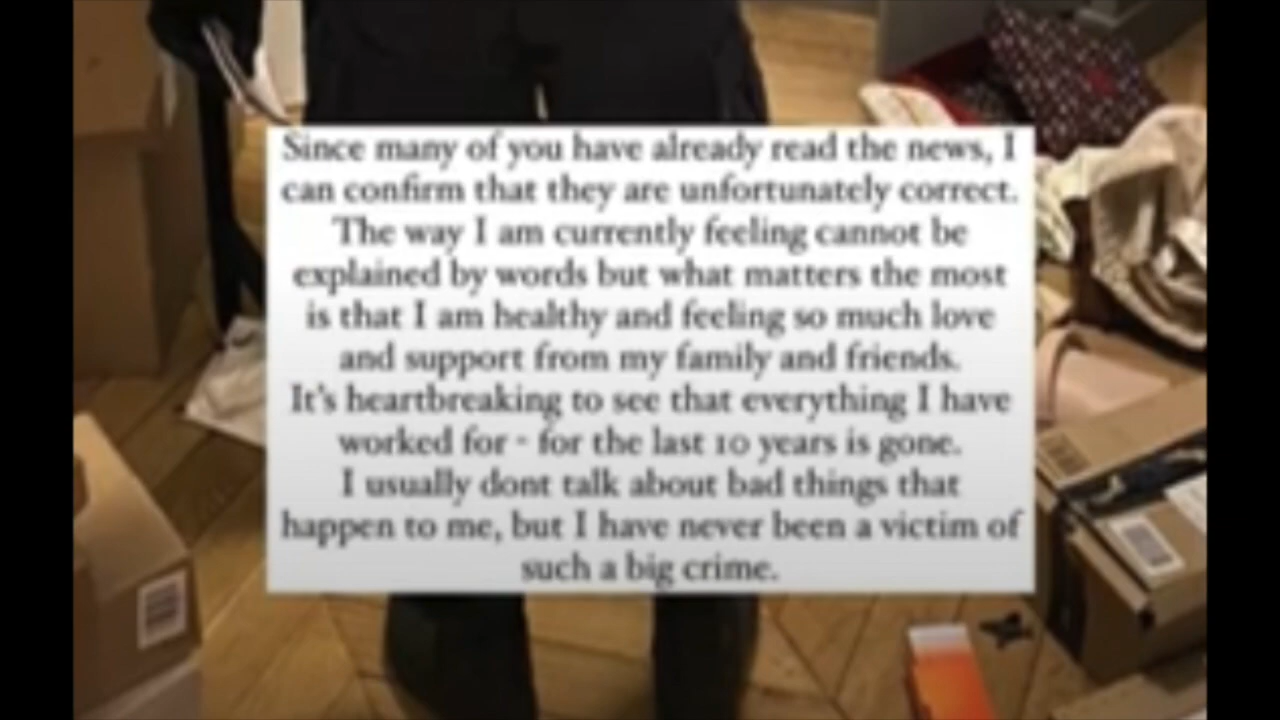 Since many of you have already read the news, I
can confirm that they are unfortunately correct.
The way I am currently feeling cannot be
explained by words but what matters the most
is that I am healthy and feeling so much love
and support from my family and friends.
It's heartbreaking to see that everything I have
worked for - for the last 10 years is gone.
I usually dont talk about bad things that
happen to me, but I have never been a victim of
such a big crime.